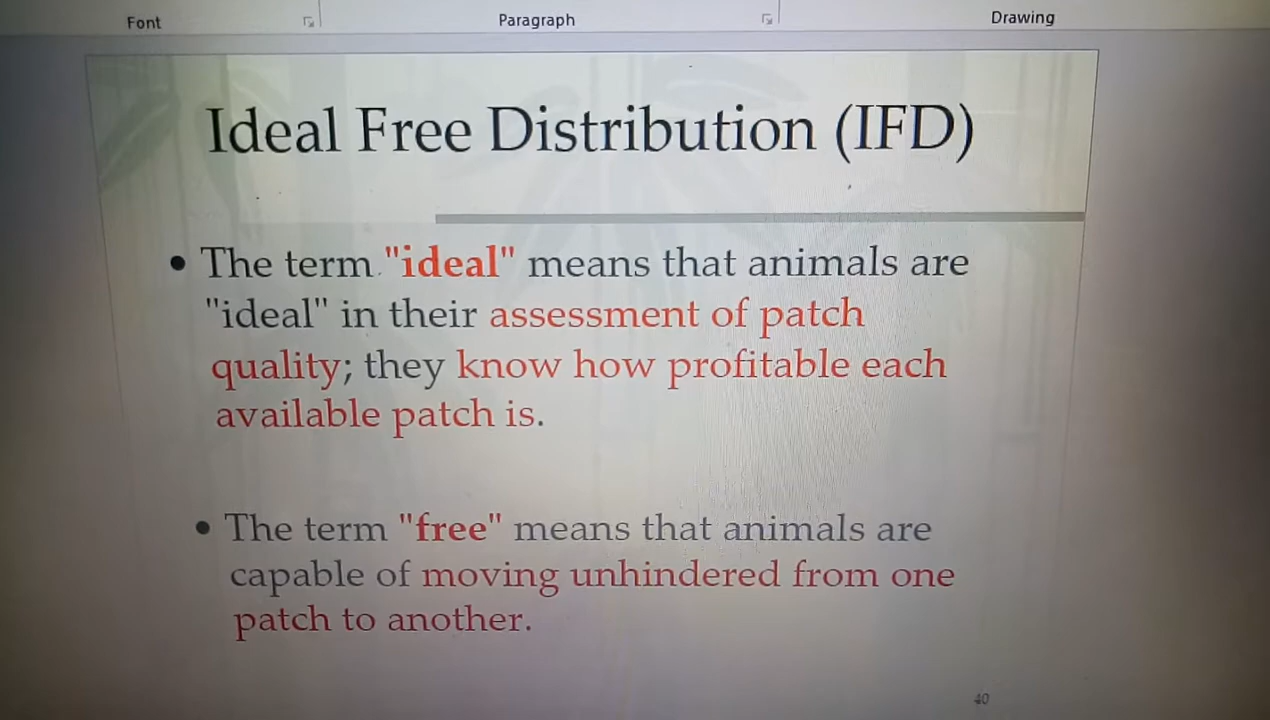 Font Paragraph Drawing
Ideal Free Distribution (IFD)
• The term "ideal" means that animals are
"ideal" in their assessment of patch
quality; they know how profitable each
available patch is.
• The term "free" means that animals are
capable of moving unhindered from one
patch to another.
40